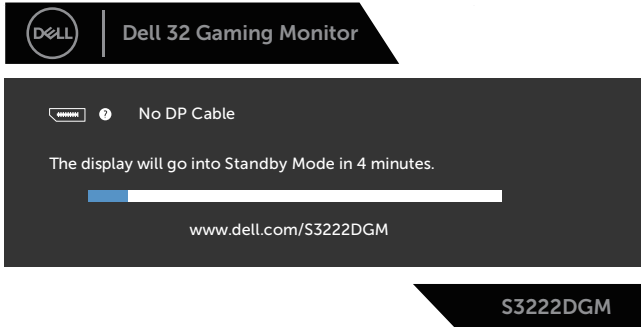 DELL
Dell 32 Gaming Monitor
? No DP Cable
The display will go into Standby Mode in 4 minutes.
www.dell.com/S3222DGM
S3222DGM